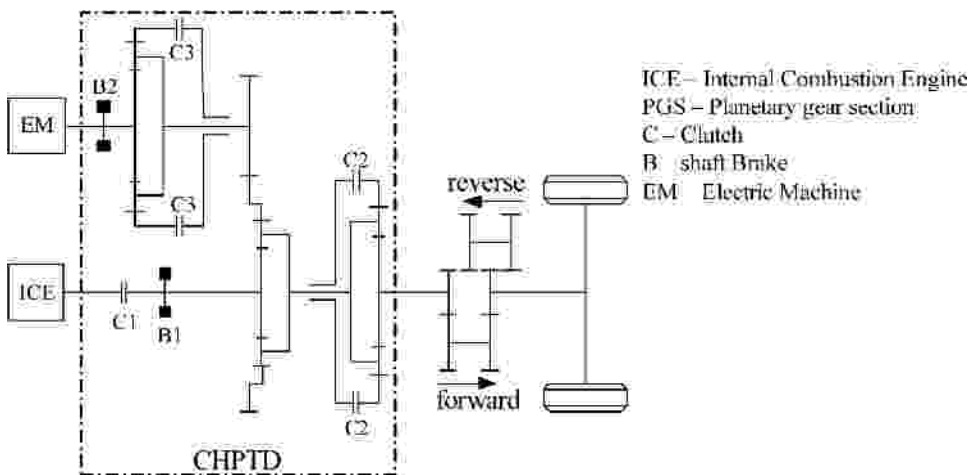 C3
B2
EM
C3
C2
reverse
ICE
C1
B1
C2
forward
CHPTD
ICE – Internal Combustion Engine
PGS – Planetary gear section
C – Clutch
B shaft Brake
EM Electric Machine